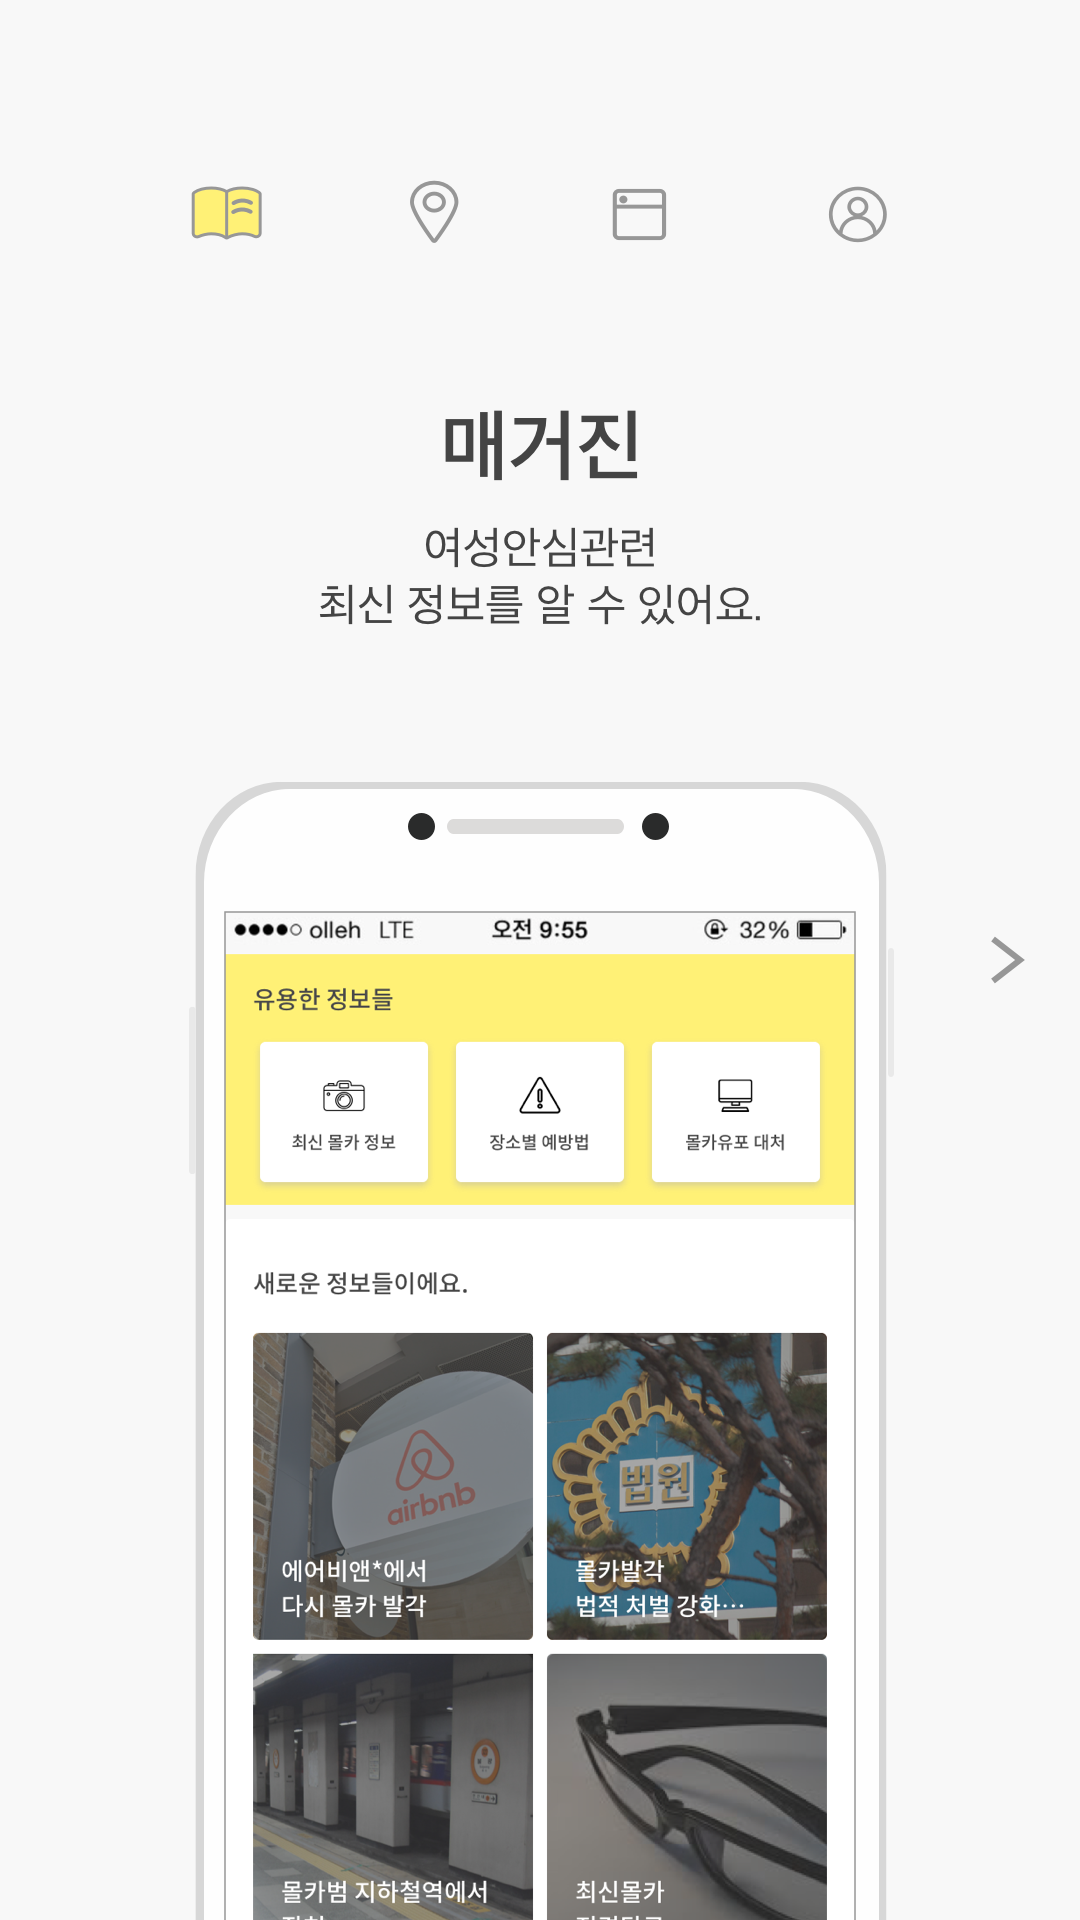 매거진
여성안심관련
최신 정보를 알 수 있어요.
olleh LTE 오전 9:55 32%
유용한 정보들
최신 몰카 정보 장소별 예방법 몰카유포 대처
새로운 정보들이에요.
airbnb
에어비앤*에서
다시 몰카 발각
법원
몰카발각
법적 처벌 강화…
몰카범 지하철역에서
최신몰카